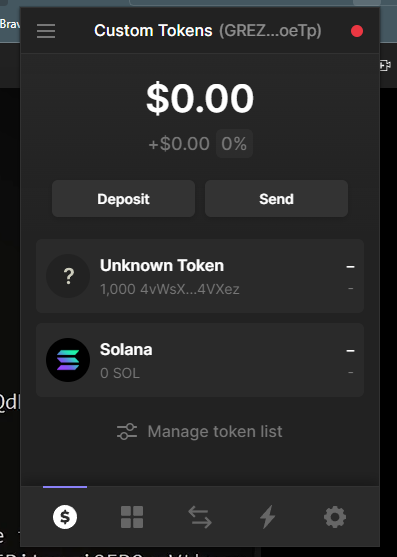 Brav
Custom Tokens (GREZ...oeTp)
$0.00
+$0.00 0%
Deposit Send
? Unknown Token –
1,000 4vWsX...4VXez -
Solana –
0 SOL -
Manage token list
$